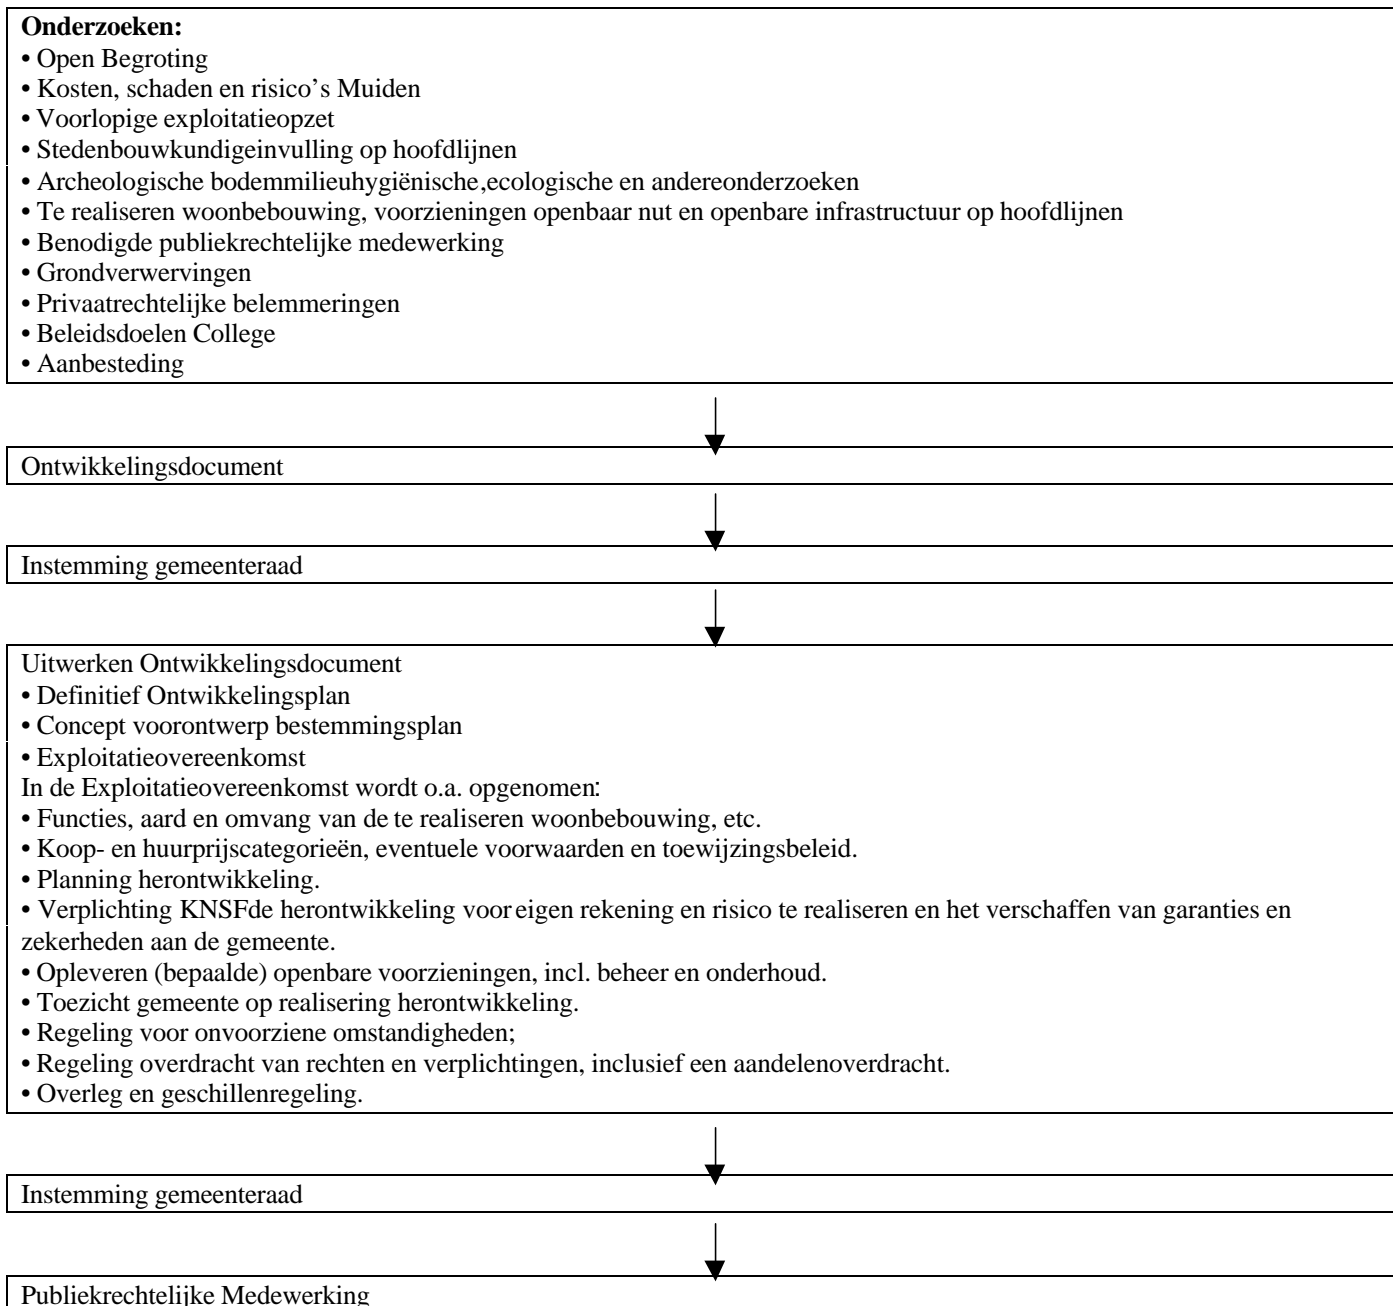 Onderzoeken:
• Open Begroting
• Kosten, schaden en risico’s Muiden
• Voorlopige exploitatieopzet
• Stedenbouwkundigeinvulling op hoofdlijnen
• Archeologische bodemmilieuhygiënische,ecologische en andereonderzoeken
• Te realiseren woonbebouwing, voorzieningen openbaar nut en openbare infrastructuur op hoofdlijnen
• Benodigde publiekrechtelijke medewerking
• Grondverwervingen
• Privaatrechtelijke belemmeringen
• Beleidsdoelen College
• Aanbesteding
Ontwikkelingsdocument
Instemming gemeenteraad
Uitwerken Ontwikkelingsdocument
• Definitief Ontwikkelingsplan
• Concept voorontwerp bestemmingsplan
• Exploitatieovereenkomst
In de Exploitatieovereenkomst wordt o.a. opgenomen:
• Functies, aard en omvang van de te realiseren woonbebouwing, etc.
• Koop- en huurprijscategorieën, eventuele voorwaarden en toewijzingsbeleid.
• Planning herontwikkeling.
• Verplichting KNSFde herontwikkeling voor eigen rekening en risico te realiseren en het verschaffen van garanties en
zekerheden aan de gemeente.
• Opleveren (bepaalde) openbare voorzieningen, incl. beheer en onderhoud.
• Toezicht gemeente op realisering herontwikkeling.
• Regeling voor onvoorziene omstandigheden;
• Regeling overdracht van rechten en verplichtingen, inclusief een aandelenoverdracht.
• Overleg en geschillenregeling.
Instemming gemeenteraad
Publiekrechtelijke Medewerking